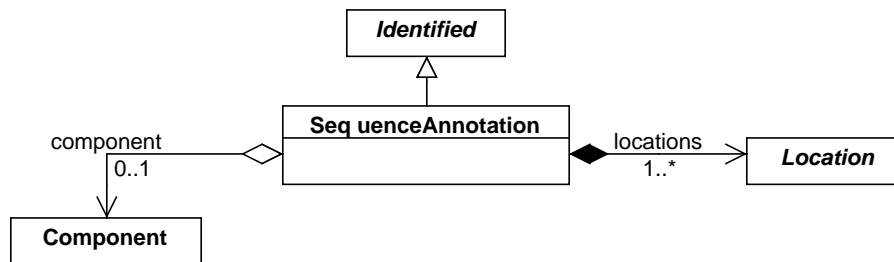 Identified
Seq uenceAnnotation
component
0..1
locations
1..*
Location
Component